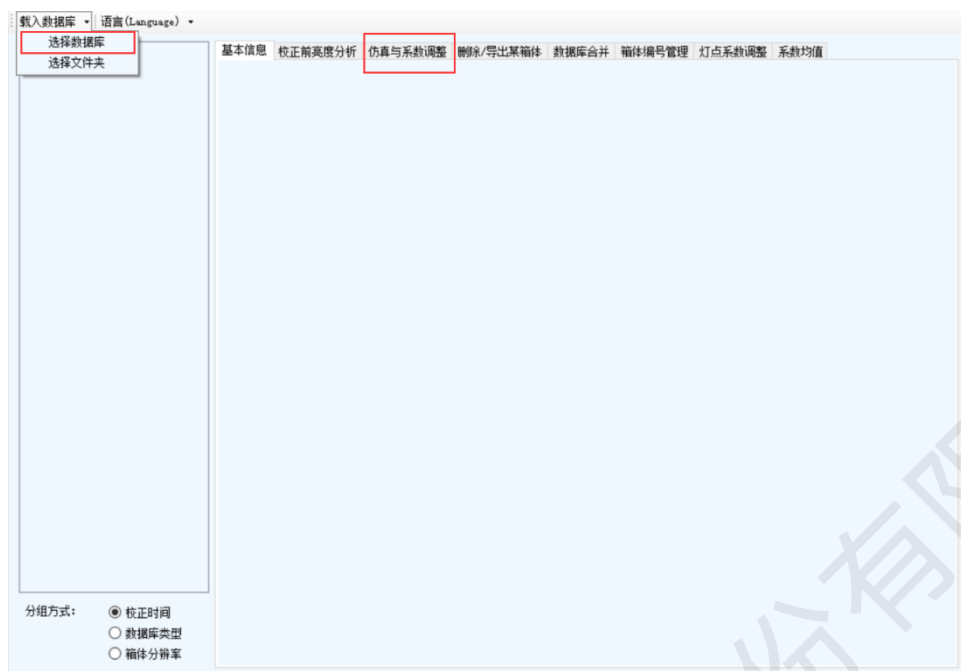 载入数据库 语言(Language)
选择数据库
选择文件夹
基本信息 校正前亮度分析 仿真与系数调整 删除/导出某箱体 数据库合并 箱体编号管理 灯点系数调整 系数均值
分组方式: 校正时间
数据库类型
箱体分辨率
份有限